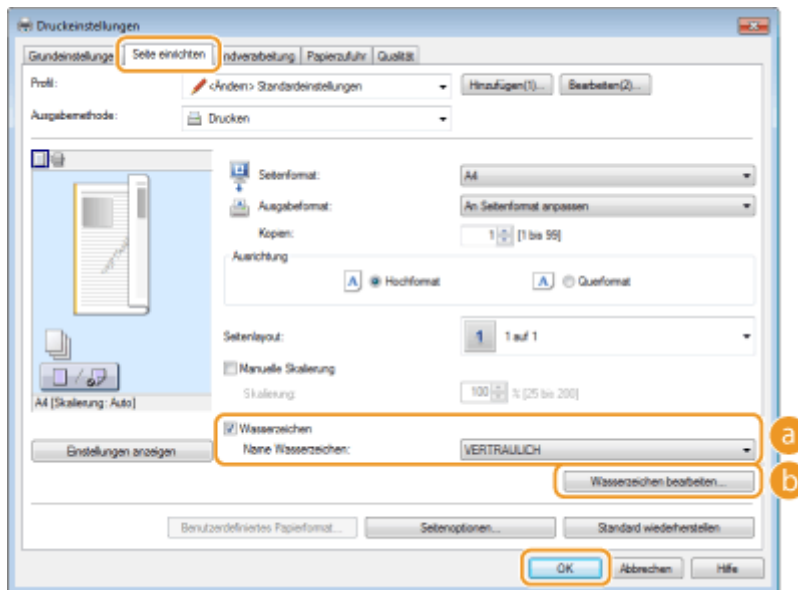 Druckeinstellungen
Grundeinstellunge Seite einrichten ndverarbeitung Papierzufuhr Qualität
Profil: <Ändern> Standardeinstellungen Hinzufügen(1)... Bearbeiten(2)...
Ausgabemethode: Drucken
Seitenformat: A4
Ausgabeformat: An Seitenformat anpassen
Kopien: 1 [1 bis 99]
Ausrichtung
A Hochformat A Querformat
Seitenlayout: 1 1 auf 1
Manuelle Skalierung
Skalierung: 100 % [25 bis 200]
A4 [Skalierung: Auto]
Wasserzeichen
a
Einstellungen anzeigen Name Wasserzeichen: VERTRAULICH
Wasserzeichen bearbeiten... b
Benutzerdefiniertes Papierformat... Seitenoptionen... Standard wiederherstellen
OK Abbrechen Hilfe